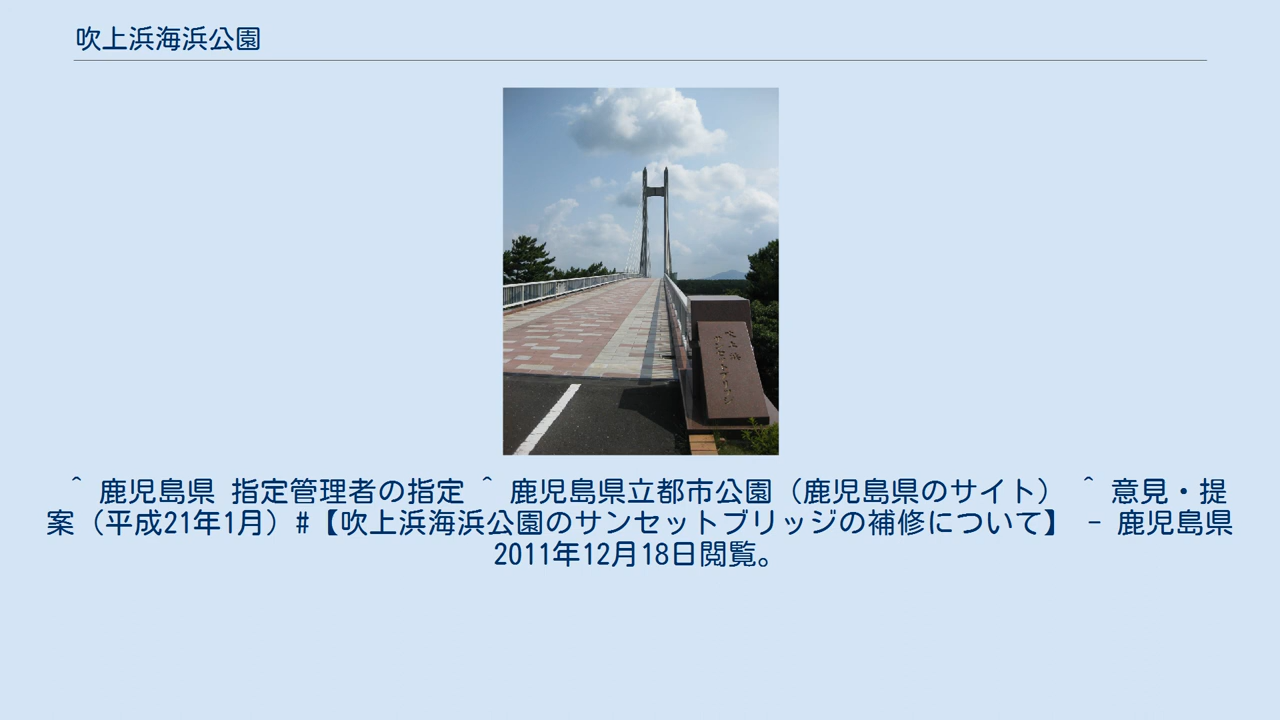 吹上浜海浜公園
吹上浜
^ 鹿児島県 指定管理者の指定 ^ 鹿児島県立都市公園（鹿児島県のサイト） ^ 意見・提
案（平成21年1月）#【吹上浜海浜公園のサンセットブリッジの補修について】 - 鹿児島県
2011年12月18日閲覧。